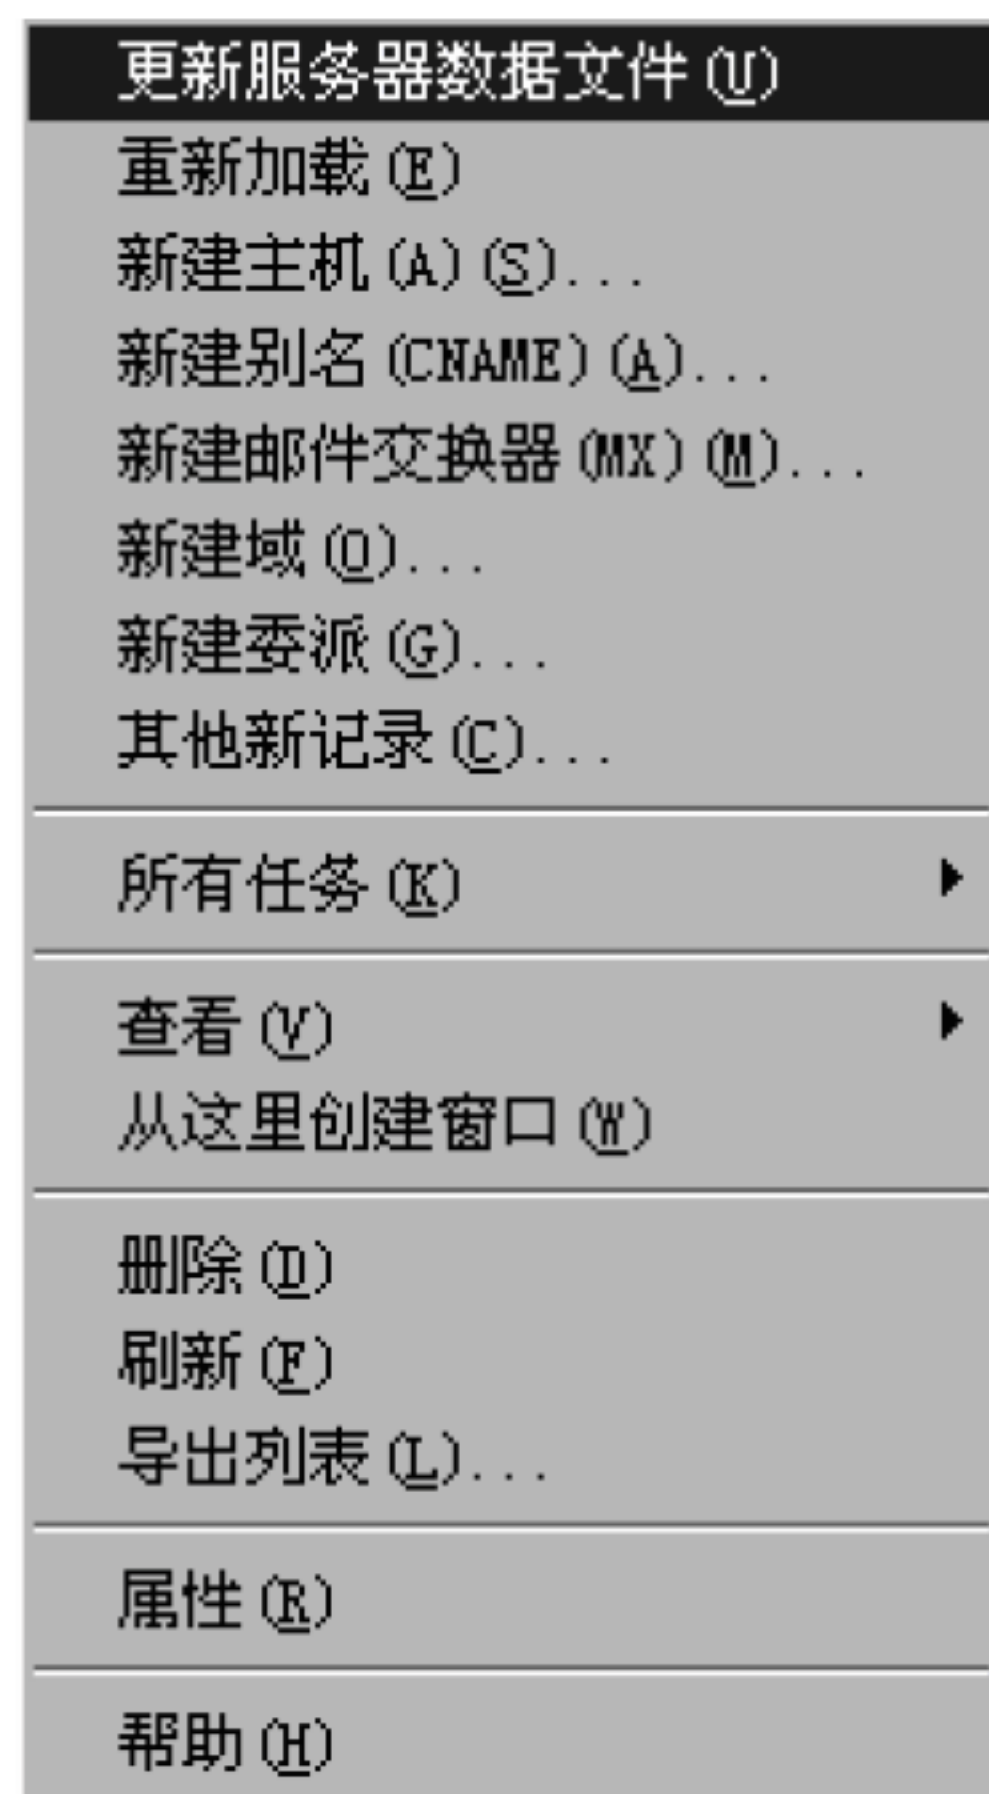 更新服务器数据文件(U)
重新加载(E)
新建主机(A)(S)...
新建别名(CNAME)(A)...
新建邮件交换器(MX)(M)...
新建域(O)...
新建委派(G)...
其他新记录(C)...
所有任务(K)
查看(V)
从这里创建窗口(W)
删除(D)
刷新(F)
导出列表(L)...
属性(R)
帮助(H)